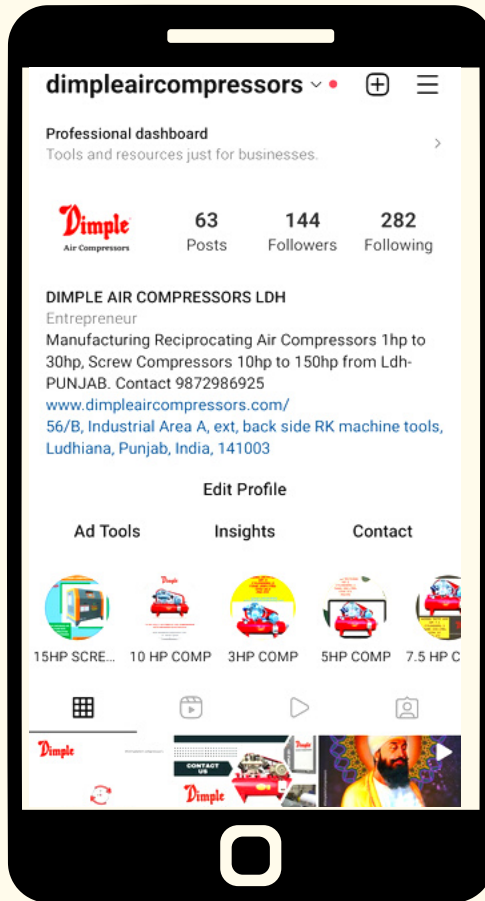 dimpleaircompressors
Professional dashboard
Tools and resources just for businesses.
Dimple
Air Compressors
63
Posts
144
Followers
282
Following
DIMPLE AIR COMPRESSORS LDH
Entrepreneur
Manufacturing Reciprocating Air Compressors 1hp to
30hp, Screw Compressors 10hp to 150hp from Ldh-
PUNJAB. Contact 9872986925
www.dimpleaircompressors.com/
56/B, Industrial Area A, ext, back side RK machine tools,
Ludhiana, Punjab, India, 141003
Edit Profile
Ad Tools
Insights
Contact
Dimple
15HP SCRE...
10 HP COMP
3HP COMP
5HP COMP
7.5 HP C
Dimple
CONTACT
US
Dimple